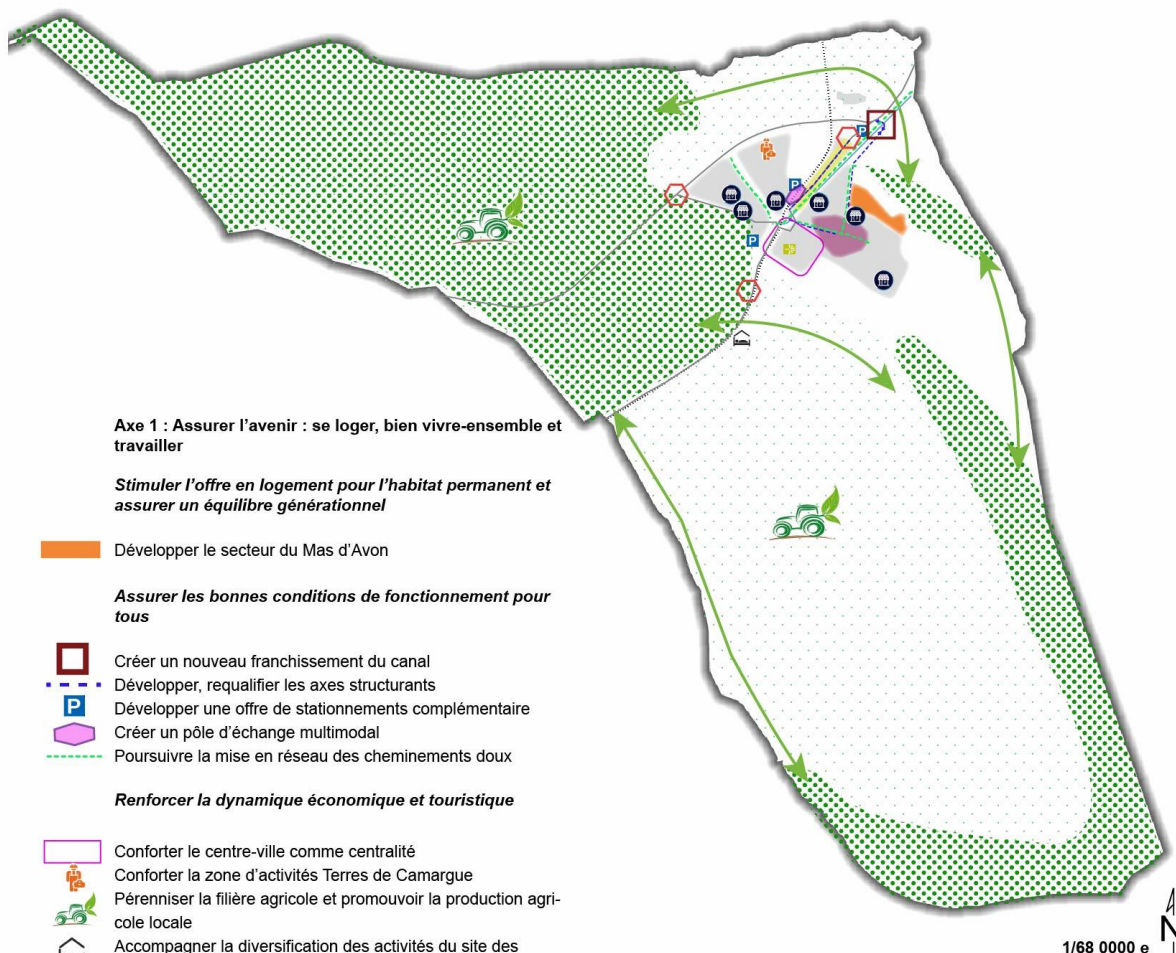 P
P
P
Axe 1 : Assurer l’avenir : se loger, bien vivre-ensemble et
travailler
Stimuler l’offre en logement pour l’habitat permanent et
assurer un équilibre générationnel
Développer le secteur du Mas d’Avon
Assurer les bonnes conditions de fonctionnement pour
tous
Créer un nouveau franchissement du canal
Développer, requalifier les axes structurants
P Développer une offre de stationnements complémentaire
Créer un pôle d’échange multimodal
Poursuivre la mise en réseau des cheminements doux
Renforcer la dynamique économique et touristique
Conforter le centre-ville comme centralité
Conforter la zone d’activités Terres de Camargue
Pérenniser la filière agricole et promouvoir la production agri-
cole locale
Accompagner la diversification des activités du site des
1/68 0000 e
N